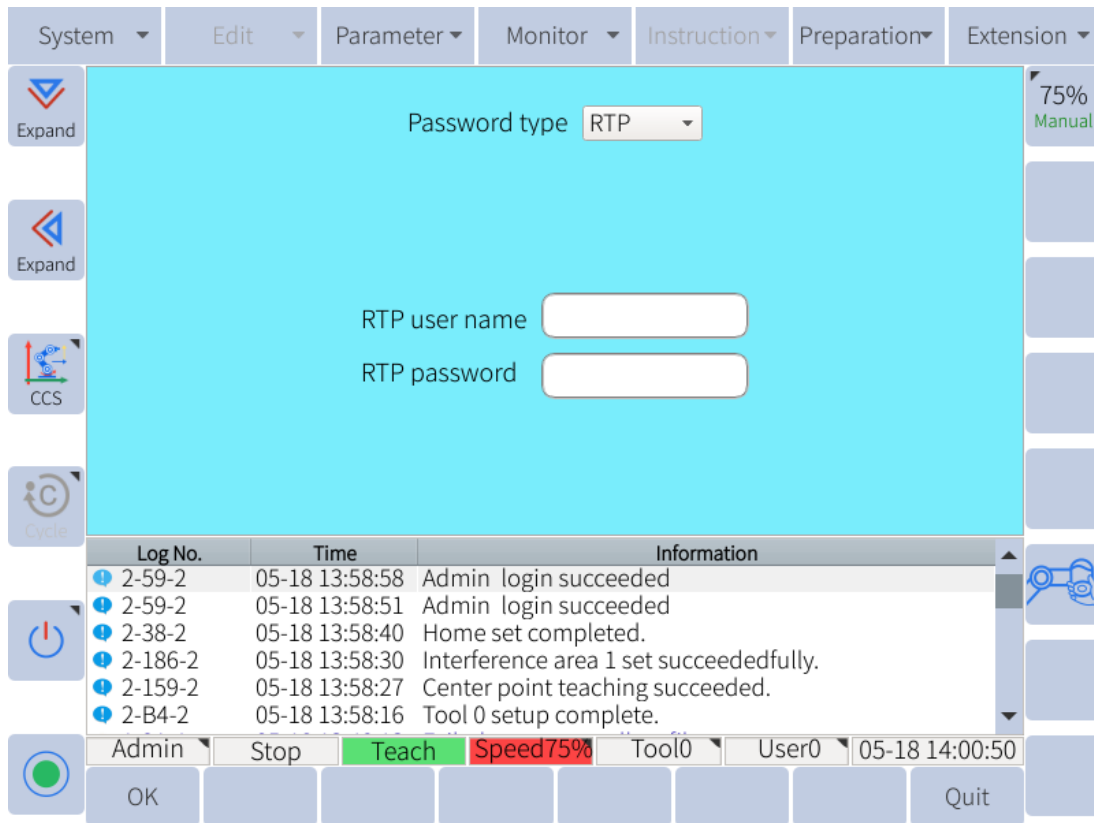 System Edit Parameter Monitor Instruction Preparation Extension
Expand
75%
Manual
Password type RTP
Expand
RTP user name
RTP password
CCS
Cycle
Log No. Time Information
2-59-2 05-18 13:58:58 Admin login succeeded
2-59-2 05-18 13:58:51 Admin login succeeded
2-38-2 05-18 13:58:40 Home set completed.
2-186-2 05-18 13:58:30 Interference area 1 set succeededfully.
2-159-2 05-18 13:58:27 Center point teaching succeeded.
2-B4-2 05-18 13:58:16 Tool 0 setup complete.
Admin Stop Teach Speed75% Tool0 User0 05-18 14:00:50
OK Quit